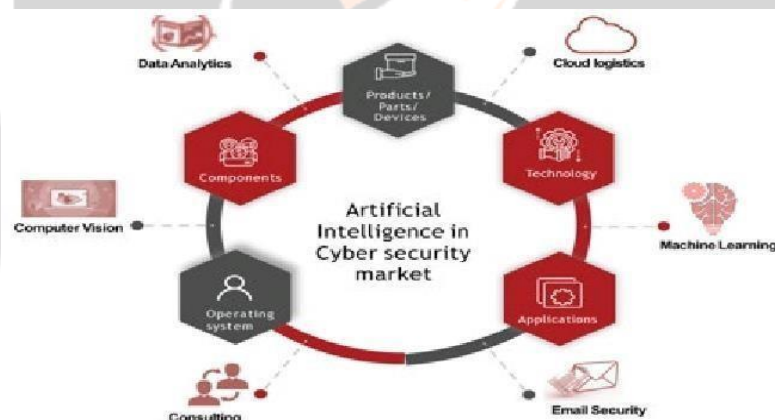 Data Analytics
Cloud logistics
Products/
Parts/
Devices
Components
Technology
Artificial
Intelligence in
Cyber security
market
Computer Vision
Machine Learning
Operating
system
Applications
Consulting
Email Security